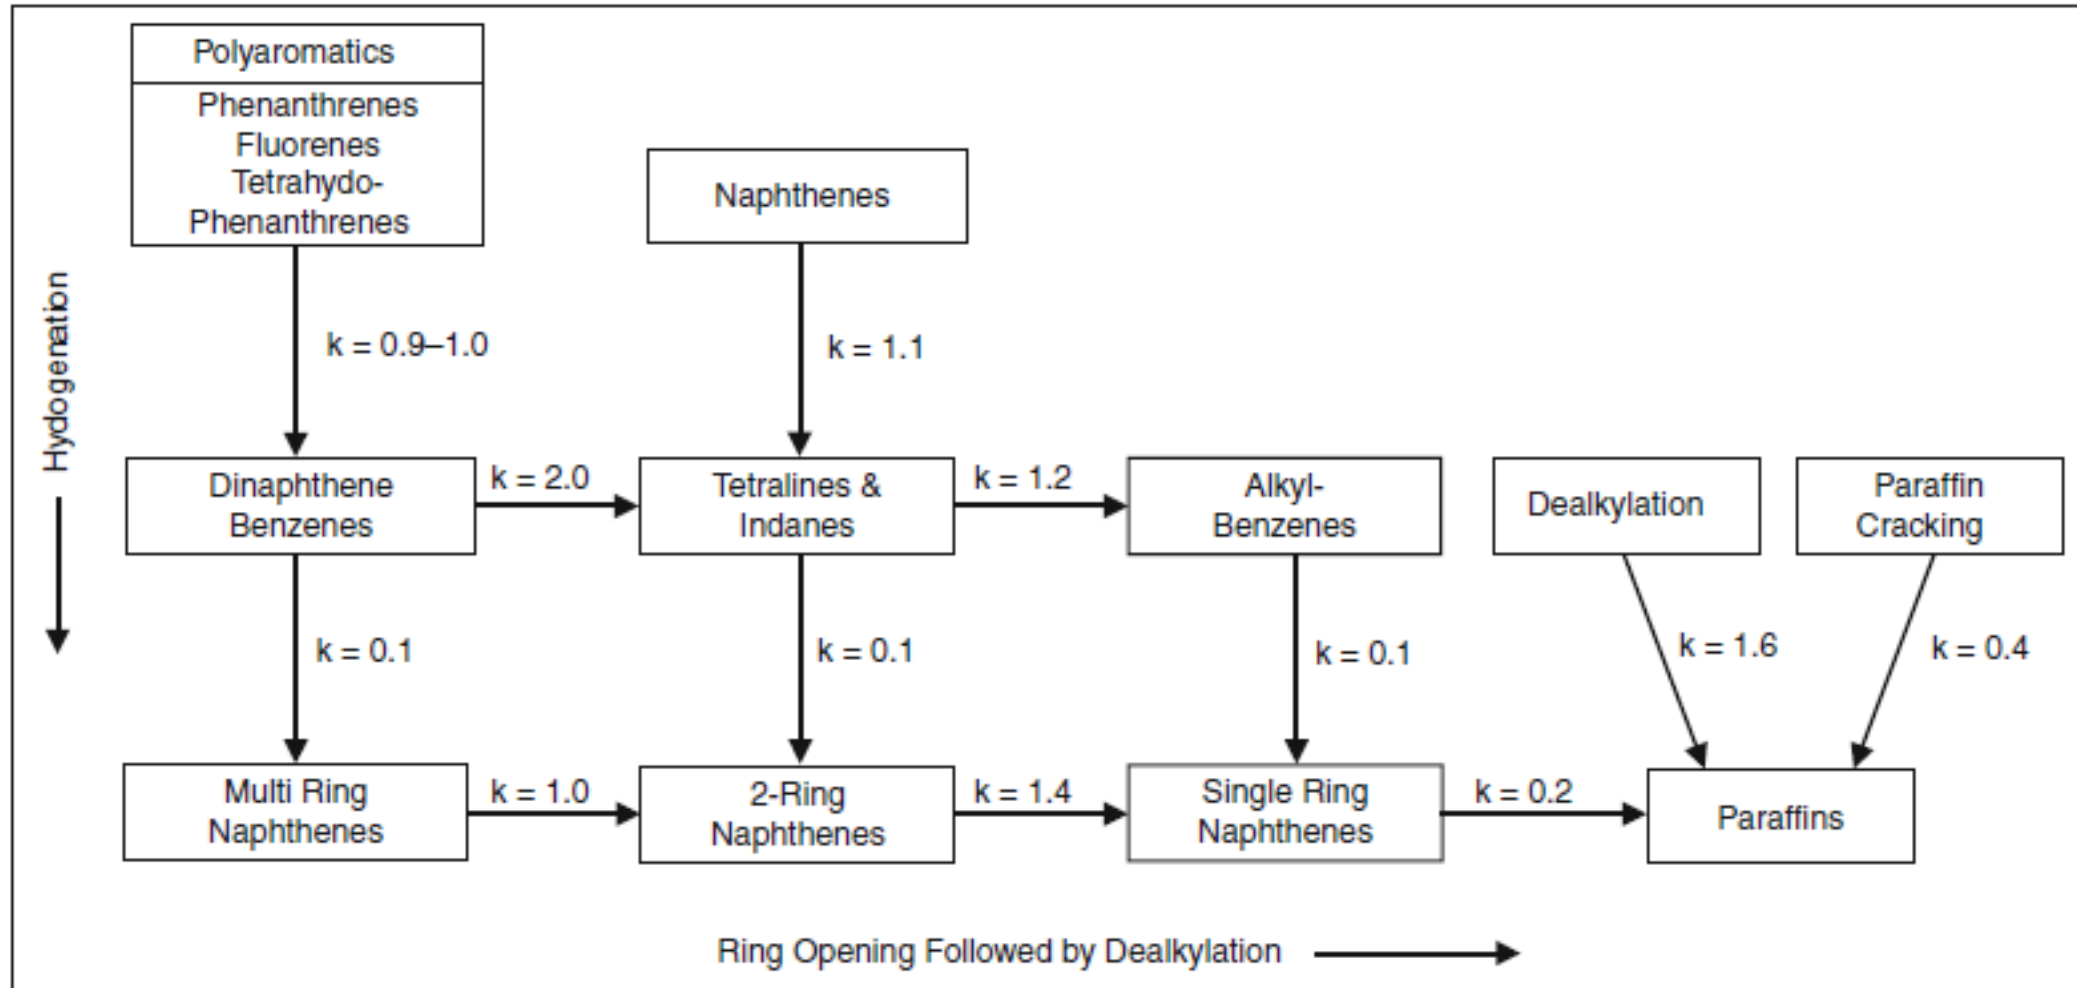 Polyaromatics
Phenanthrenes
Fluorenes
Tetrahydo-
Phenanthrenes
Naphthenes
Hydogenation
k = 0.9–1.0
k = 1.1
Dinaphthene
Benzenes
k = 2.0
Tetralines &
Indanes
k = 1.2
Alkyl-
Benzenes
Dealkylation
Paraffin
Cracking
k = 0.1
k = 0.1
k = 0.1
k = 1.6
k = 0.4
Multi Ring
Naphthenes
k = 1.0
2-Ring
Naphthenes
k = 1.4
Single Ring
Naphthenes
k = 0.2
Paraffins
Ring Opening Followed by Dealkylation